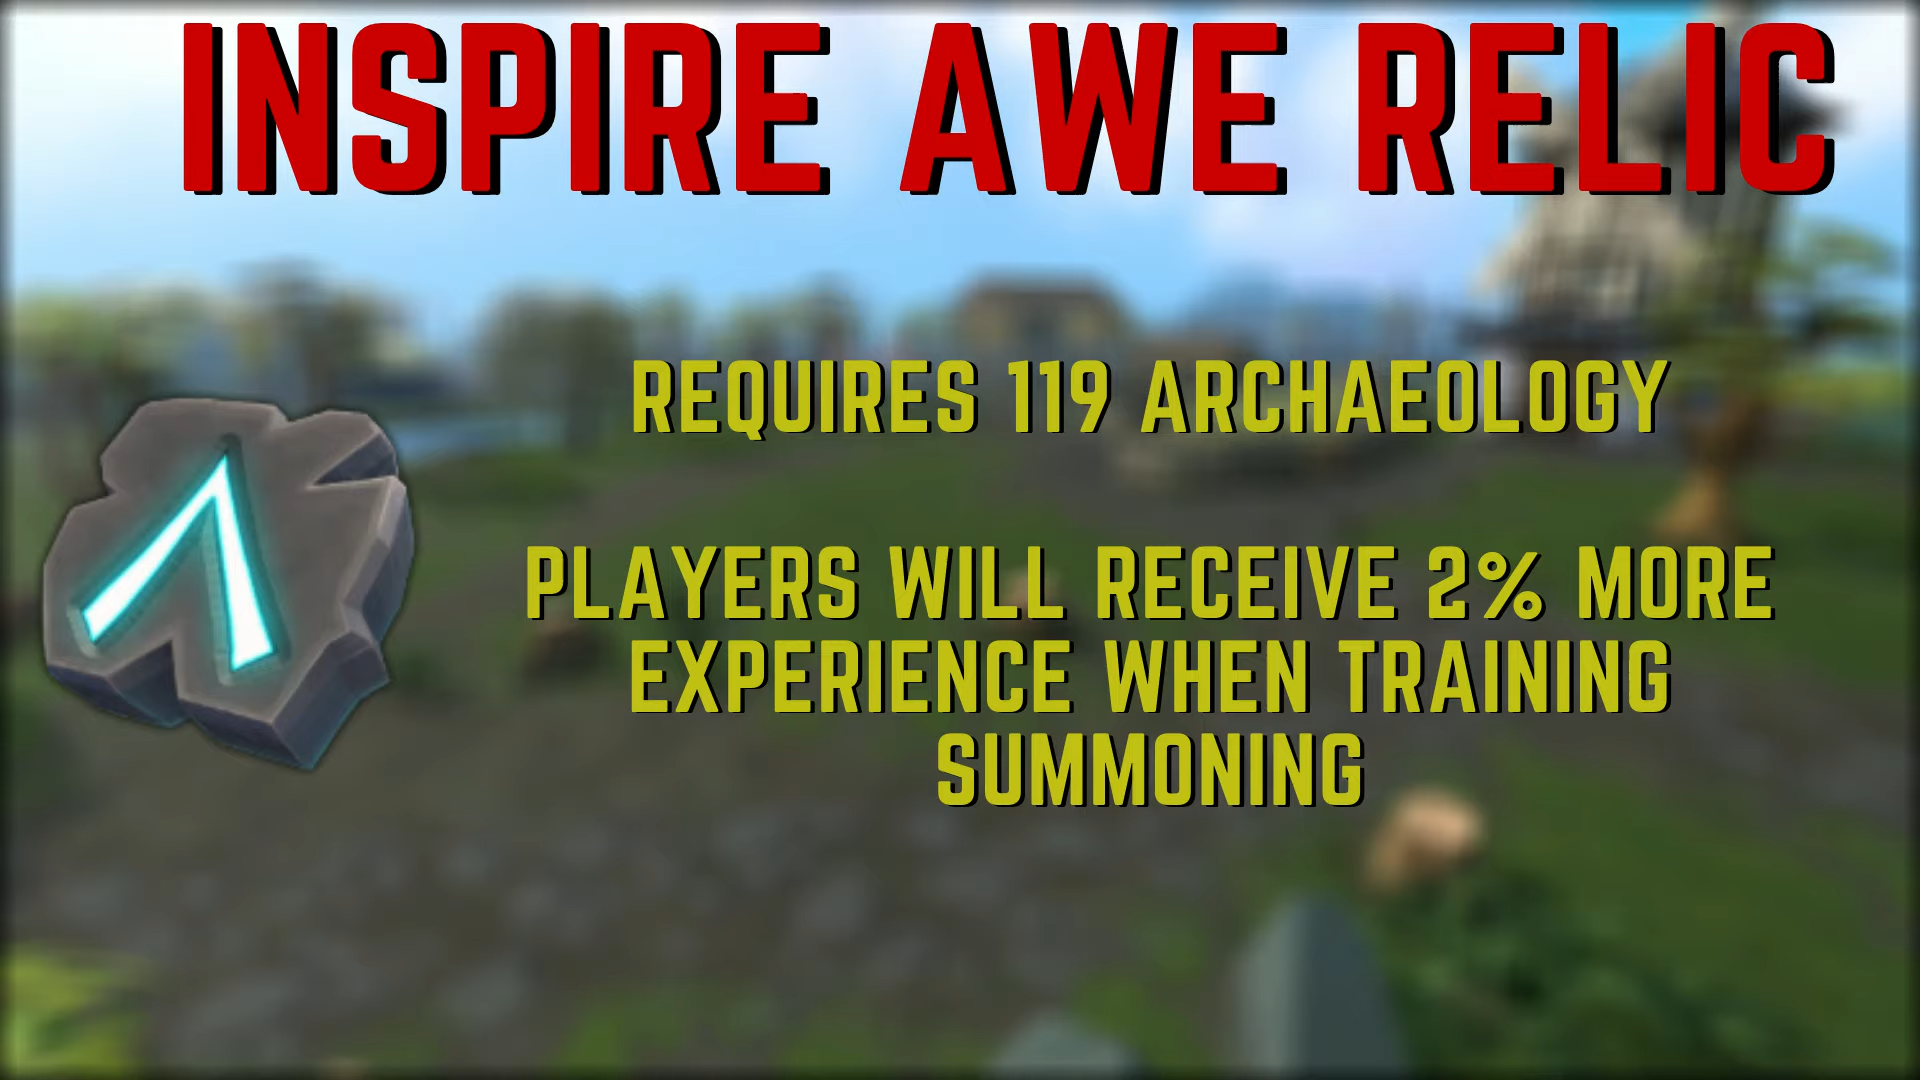 INSPIRE AWE RELIC
REQUIRES 119 ARCHAEOLOGY
PLAYERS WILL RECEIVE 2% MORE
EXPERIENCE WHEN TRAINING
SUMMONING